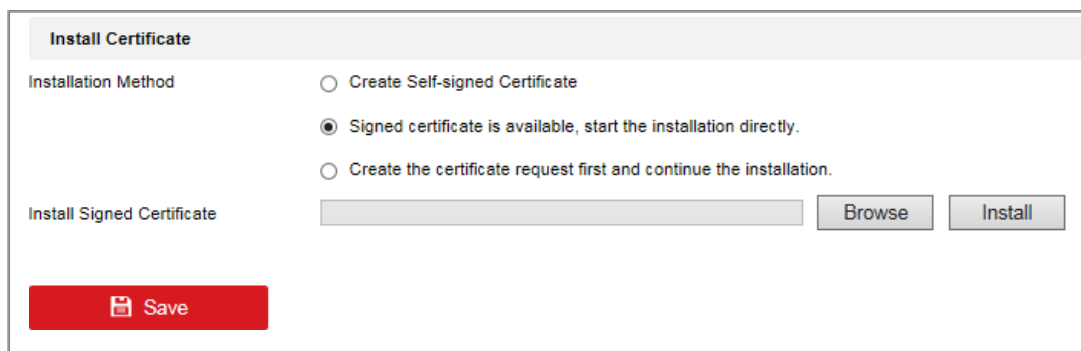 Install Certificate
Installation Method
Create Self-signed Certificate
Signed certificate is available, start the installation directly.
Create the certificate request first and continue the installation.
Install Signed Certificate
Browse
Install
Save